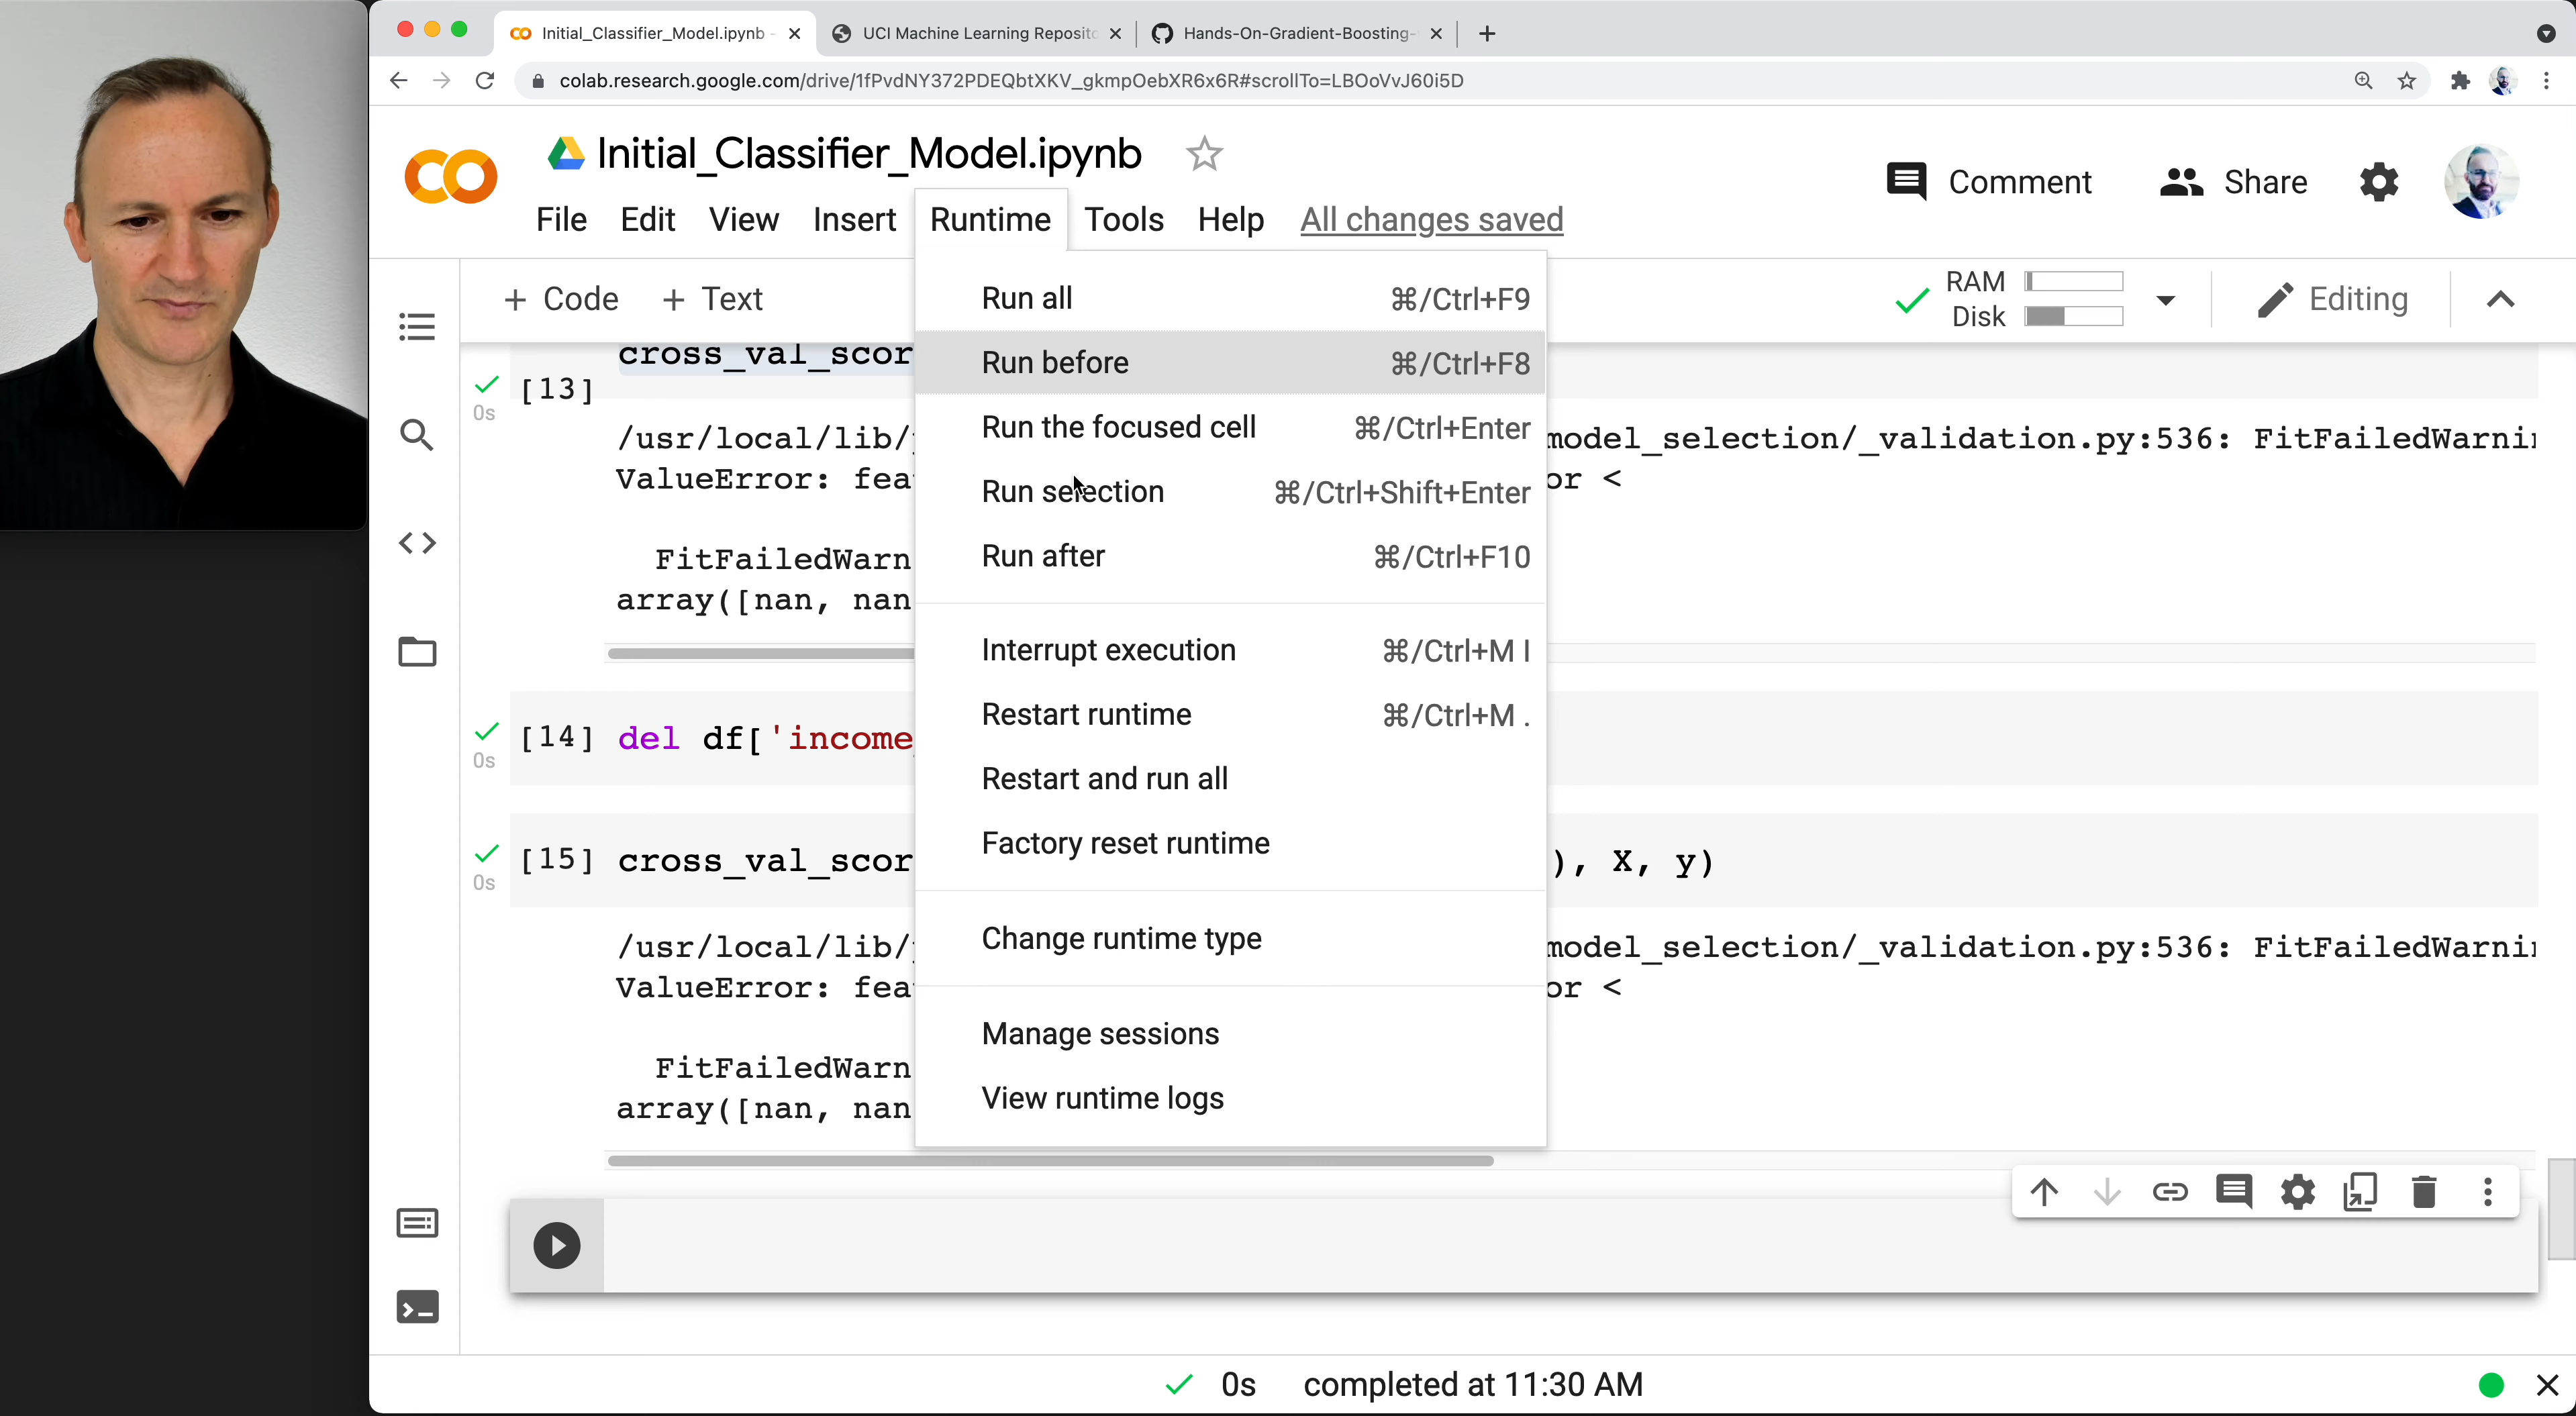 Initial_Classifier_Model.ipynb -
UCI Machine Learning Reposito
Hands-On-Gradient-Boosting-
colab.research.google.com/drive/1fPvdNY372PDEQbtXKV_gkmpOebXR6x6R#scrollTo=LBOoVvJ60i5D
Initial_Classifier_Model.ipynb
Comment
Share
File Edit View Insert Runtime Tools Help All changes saved
+ Code + Text
RAM
Disk
Editing
Run all ⌘/Ctrl+F9
Run before ⌘/Ctrl+F8
Run the focused cell ⌘/Ctrl+Enter
Run selection ⌘/Ctrl+Shift+Enter
Run after ⌘/Ctrl+F10
Interrupt execution ⌘/Ctrl+M I
Restart runtime ⌘/Ctrl+M .
Restart and run all
Factory reset runtime
Change runtime type
Manage sessions
View runtime logs
cross_val_scor
[13]
0s
/usr/local/lib/ model_selection/_validation.py:536: FitFailedWarnin
ValueError: fea or <
FitFailedWarn
array([nan, nan
[14] del df['income_
0s
[15] cross_val_scor ), X, y)
0s
/usr/local/lib/ model_selection/_validation.py:536: FitFailedWarnin
ValueError: fea or <
FitFailedWarn
array([nan, nan
0s completed at 11:30 AM